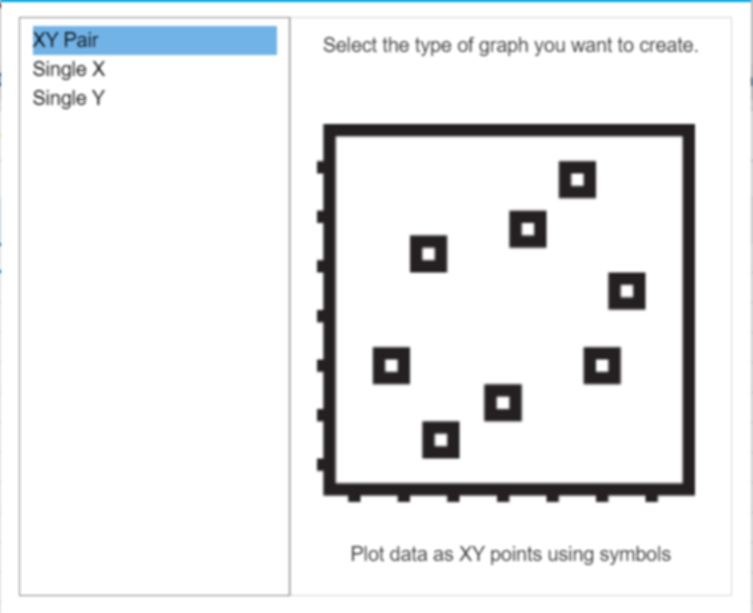 XY Pair
Single X
Single Y
Select the type of graph you want to create.
Plot data as XY points using symbols